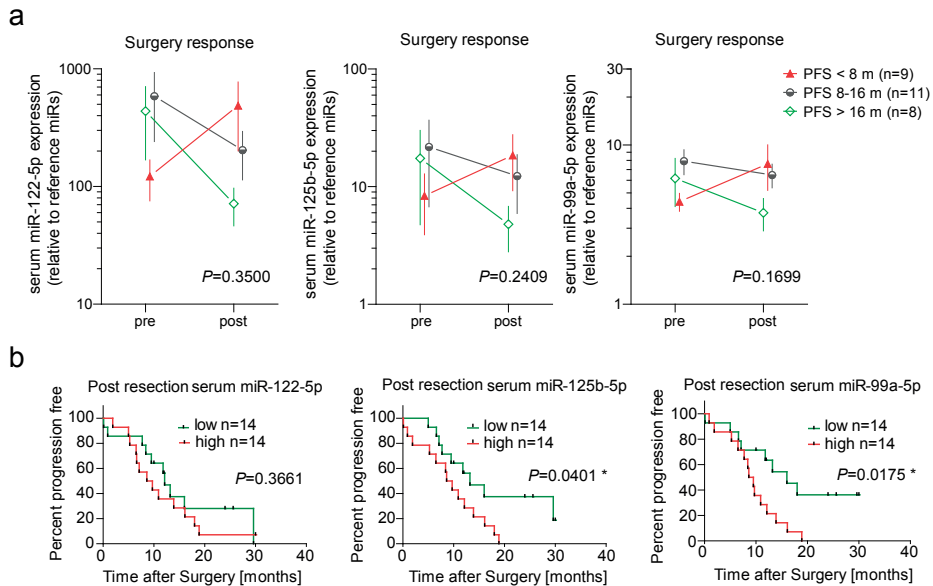 a
Surgery response
serum miR-122-5p expression
(relative to reference miRs)
1000
100
10
P=0.3500
pre
post
Surgery response
serum miR-125b-5p expression
(relative to reference miRs)
100
10
1
P=0.2409
pre
post
Surgery response
serum miR-99a-5p expression
(relative to reference miRs)
30
10
1
P=0.1699
pre
post
PFS < 8 m (n=9)
PFS 8-16 m (n=11)
PFS > 16 m (n=8)
b
Post resection serum miR-122-5p
Percent progression free
100
80
60
40
20
0
low n=14
high n=14
P=0.3661
0
10
20
30
40
Time after Surgery [months]
Post resection serum miR-125b-5p
Percent progression free
100
80
60
40
20
0
low n=14
high n=14
P=0.0401 *
0
10
20
30
40
Time after Surgery [months]
Post resection serum miR-99a-5p
Percent progression free
100
80
60
40
20
0
low n=14
high n=14
P=0.0175 *
0
10
20
30
40
Time after Surgery [months]